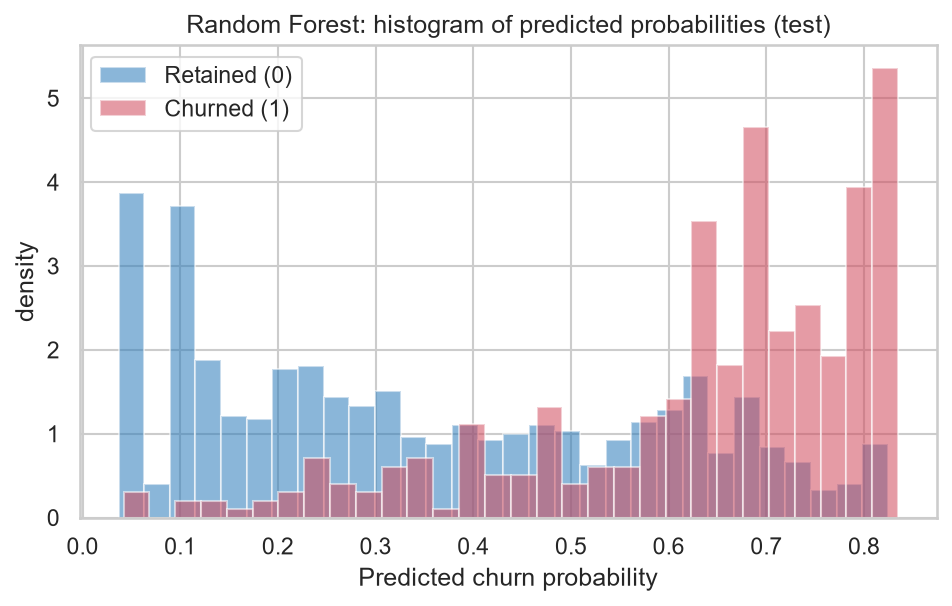 Random Forest: histogram of predicted probabilities (test)
Retained (0)
Churned (1)
5
4
3
2
1
0
density
0.0 0.1 0.2 0.3 0.4 0.5 0.6 0.7 0.8
Predicted churn probability